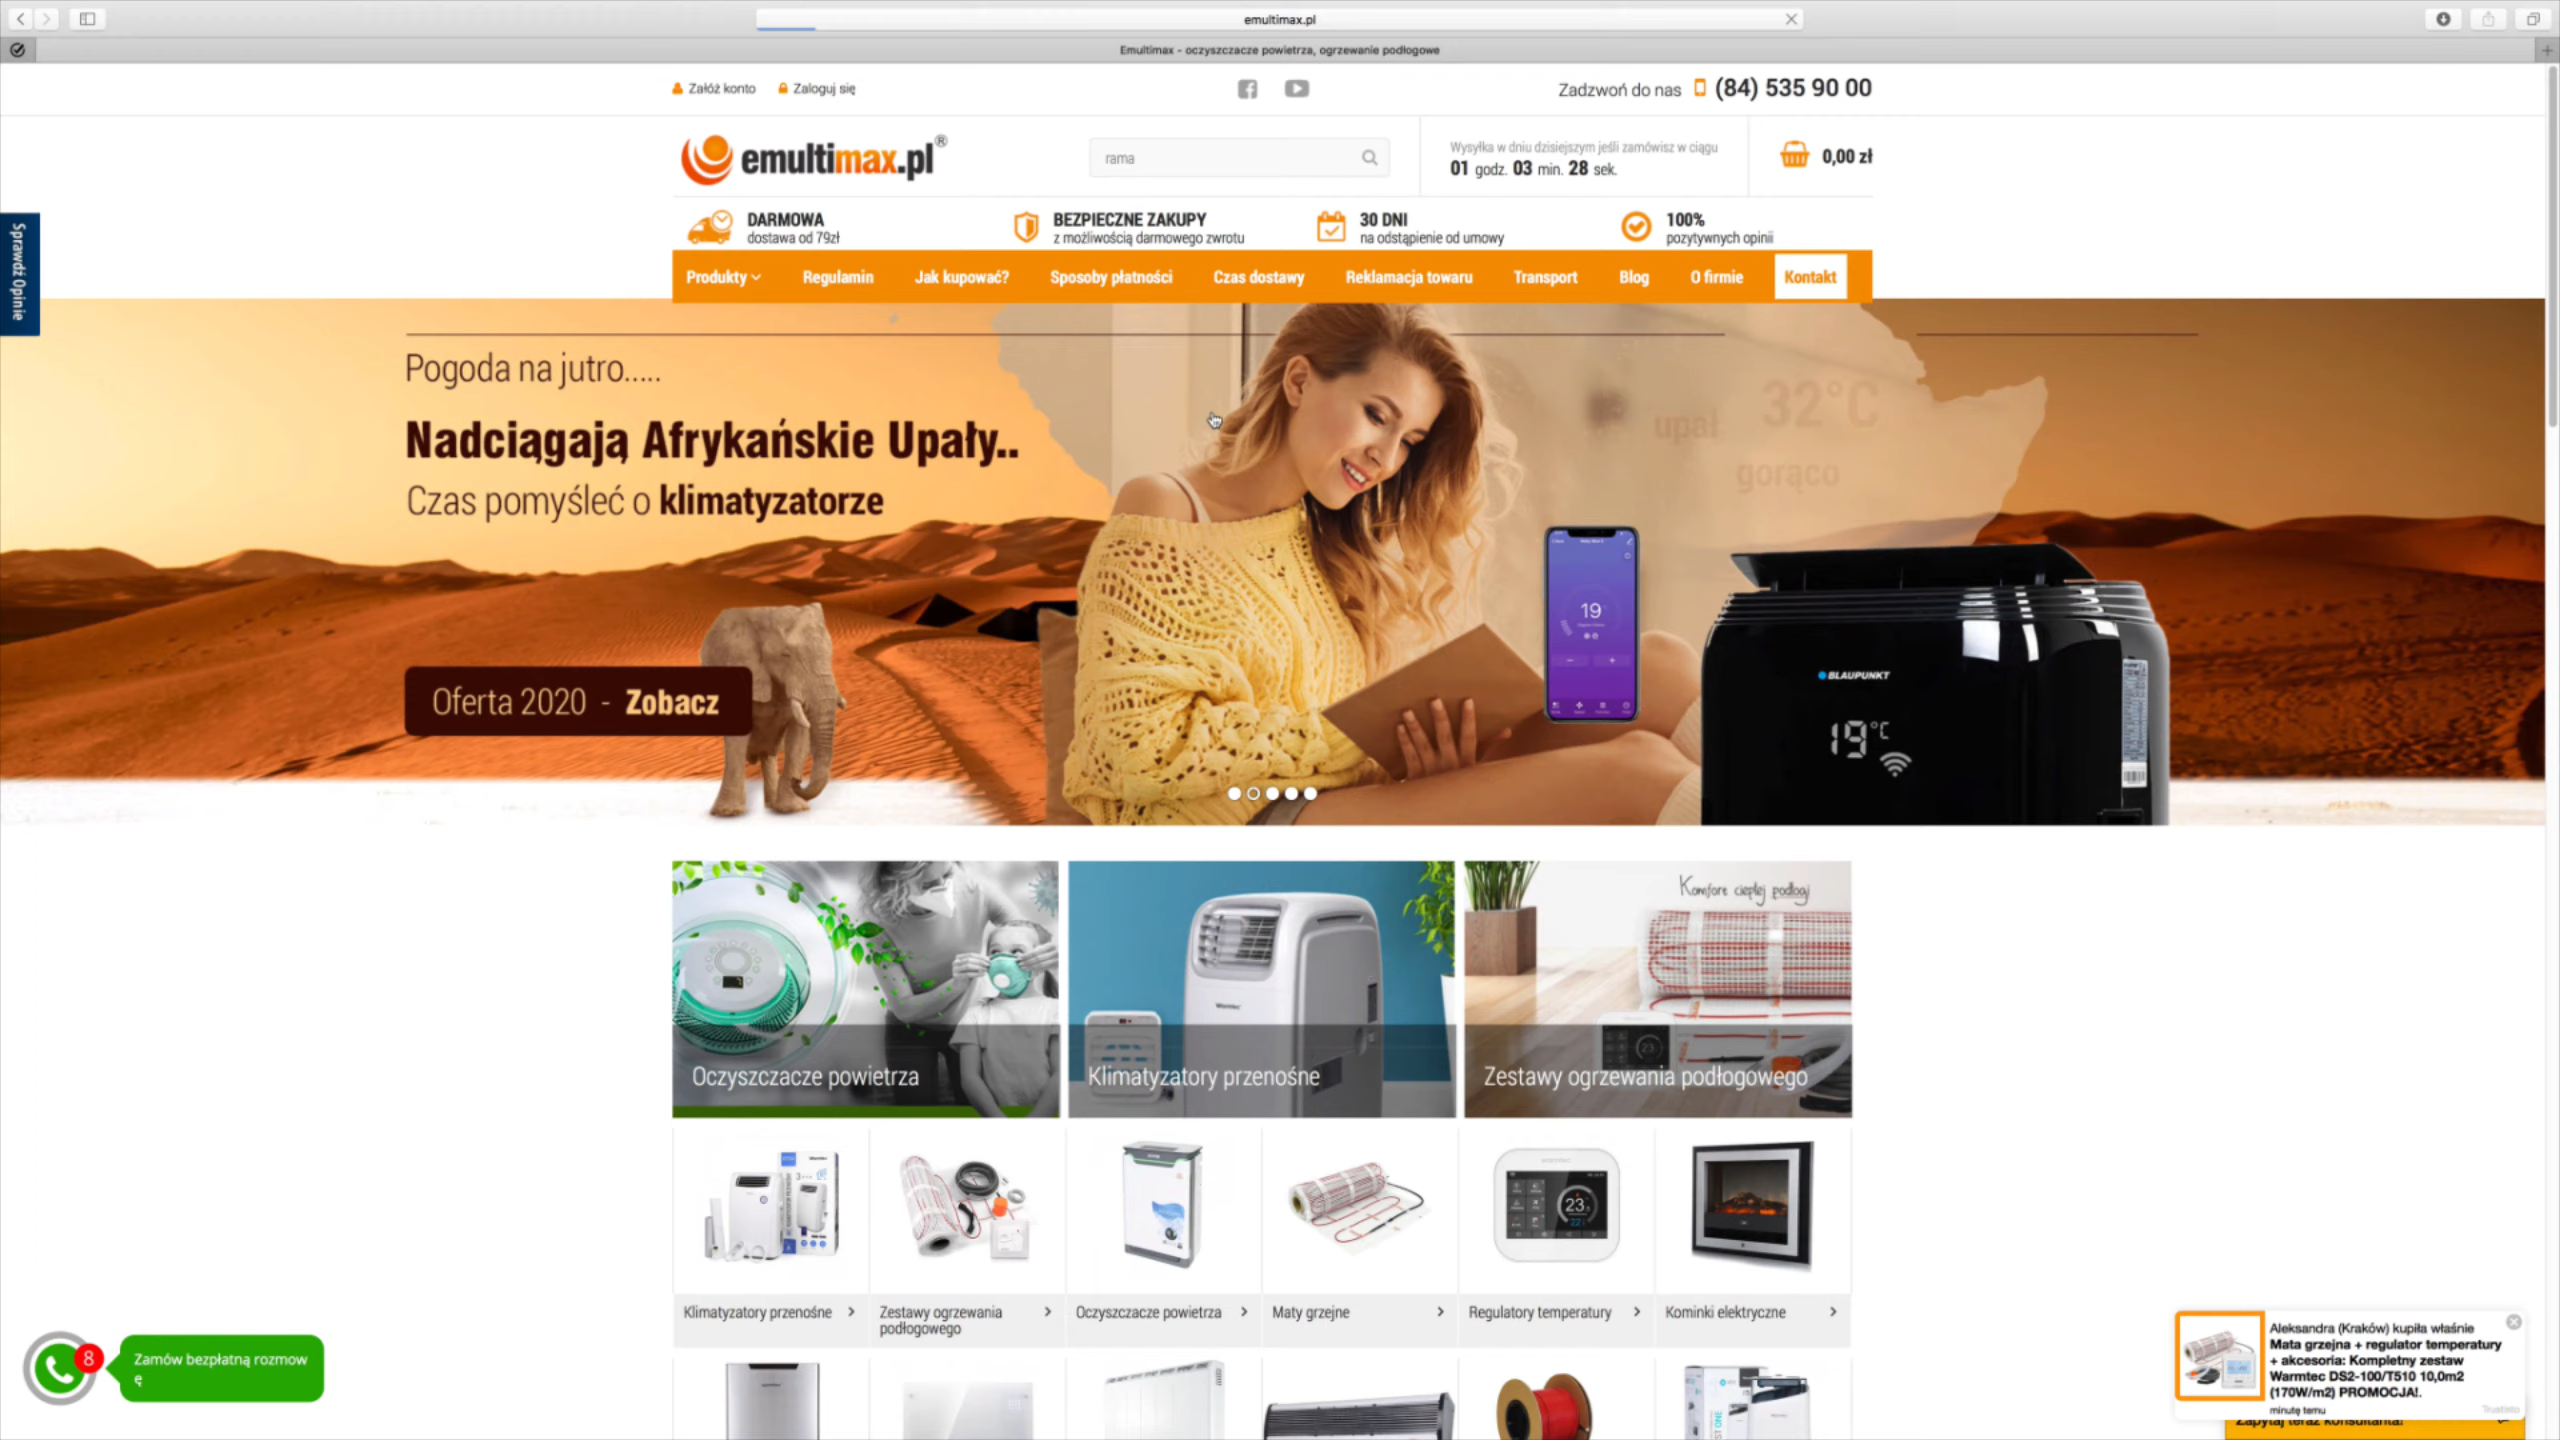 emultimax.pl
Emultimax - oczyszczacze powietrza, ogrzewanie podłogowe
Załóż konto
Zaloguj się
Zadzwoń do nas (84) 535 90 00
emultimax.pl®
rama
Wysyłka w dniu dzisiejszym jeśli zamówisz w ciągu
01 godz. 03 min. 28 sek.
0,00 zł
DARMOWA
dostawa od 79zł
BEZPIECZNE ZAKUPY
z możliwością darmowego zwrotu
30 DNI
na odstąpienie od umowy
100%
pozytywnych opinii
Sprawdź Opinie
Produkty
Regulamin
Jak kupować?
Sposoby płatności
Czas dostawy
Reklamacja towaru
Transport
Blog
O firmie
Kontakt
Pogoda na jutro.....
Nadciągają Afrykańskie Upały..
Czas pomyśleć o klimatyzatorze
upał 32°C
gorąco
19
BLAUPUNKT
19°C
Oferta 2020 - Zobacz
Komfort ciepłej podłogi
Oczyszczacze powietrza
Klimatyzatory przenośne
Zestawy ogrzewania podłogowego
Klimatyzatory przenośne
Zestawy ogrzewania
podłogowego
Oczyszczacze powietrza
Maty grzejne
Regulatory temperatury
Kominki elektryczne
8
Zamów bezpłatną rozmow
ę
Aleksandra (Kraków) kupiła właśnie
Mata grzejna + regulator temperatury
+ akcesoria: Kompletny zestaw
Warmtec DS2-100/T510 10,0m2
(170W/m2) PROMOCJA!.
minutę temu
Trustisto
Zapytaj teraz konsultanta!